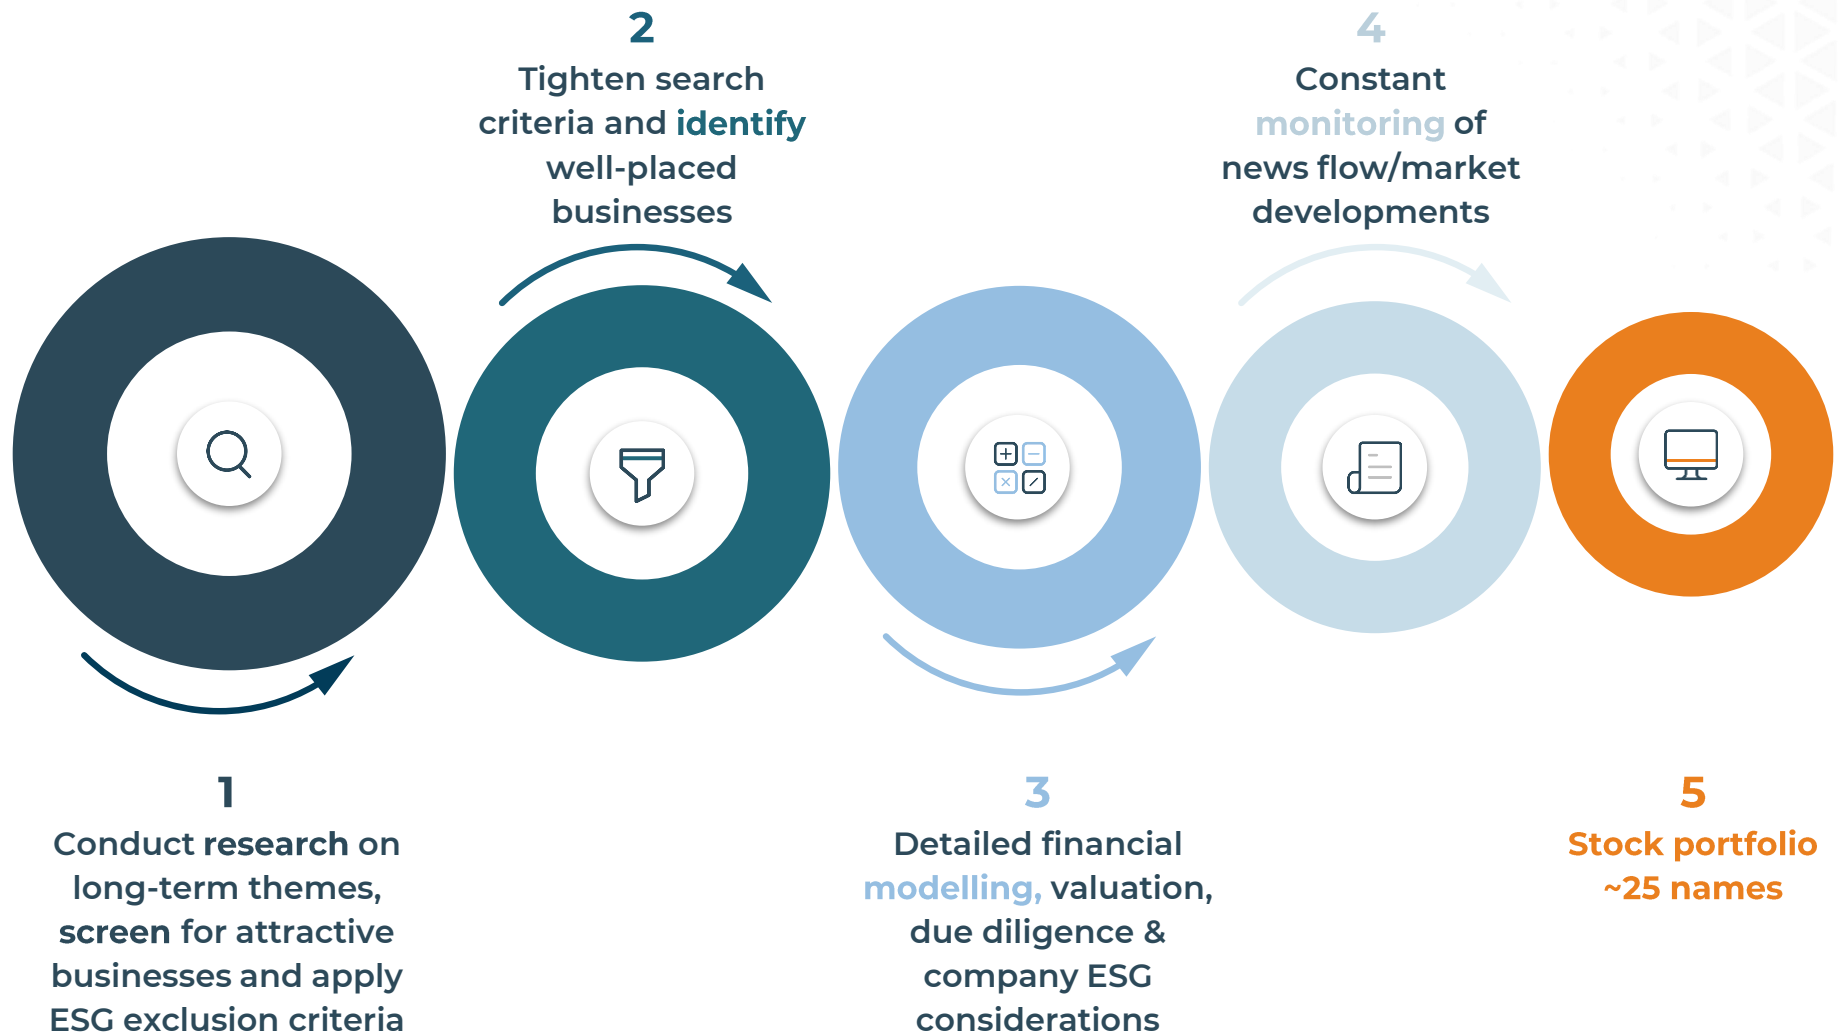 1
Conduct research on
long-term themes,
screen for attractive
businesses and apply
ESG exclusion criteria
2
Tighten search
criteria and identify
well-placed
businesses
3
Detailed financial
modelling, valuation,
due diligence &
company ESG
considerations
4
Constant
monitoring of
news flow/market
developments
5
Stock portfolio
~25 names